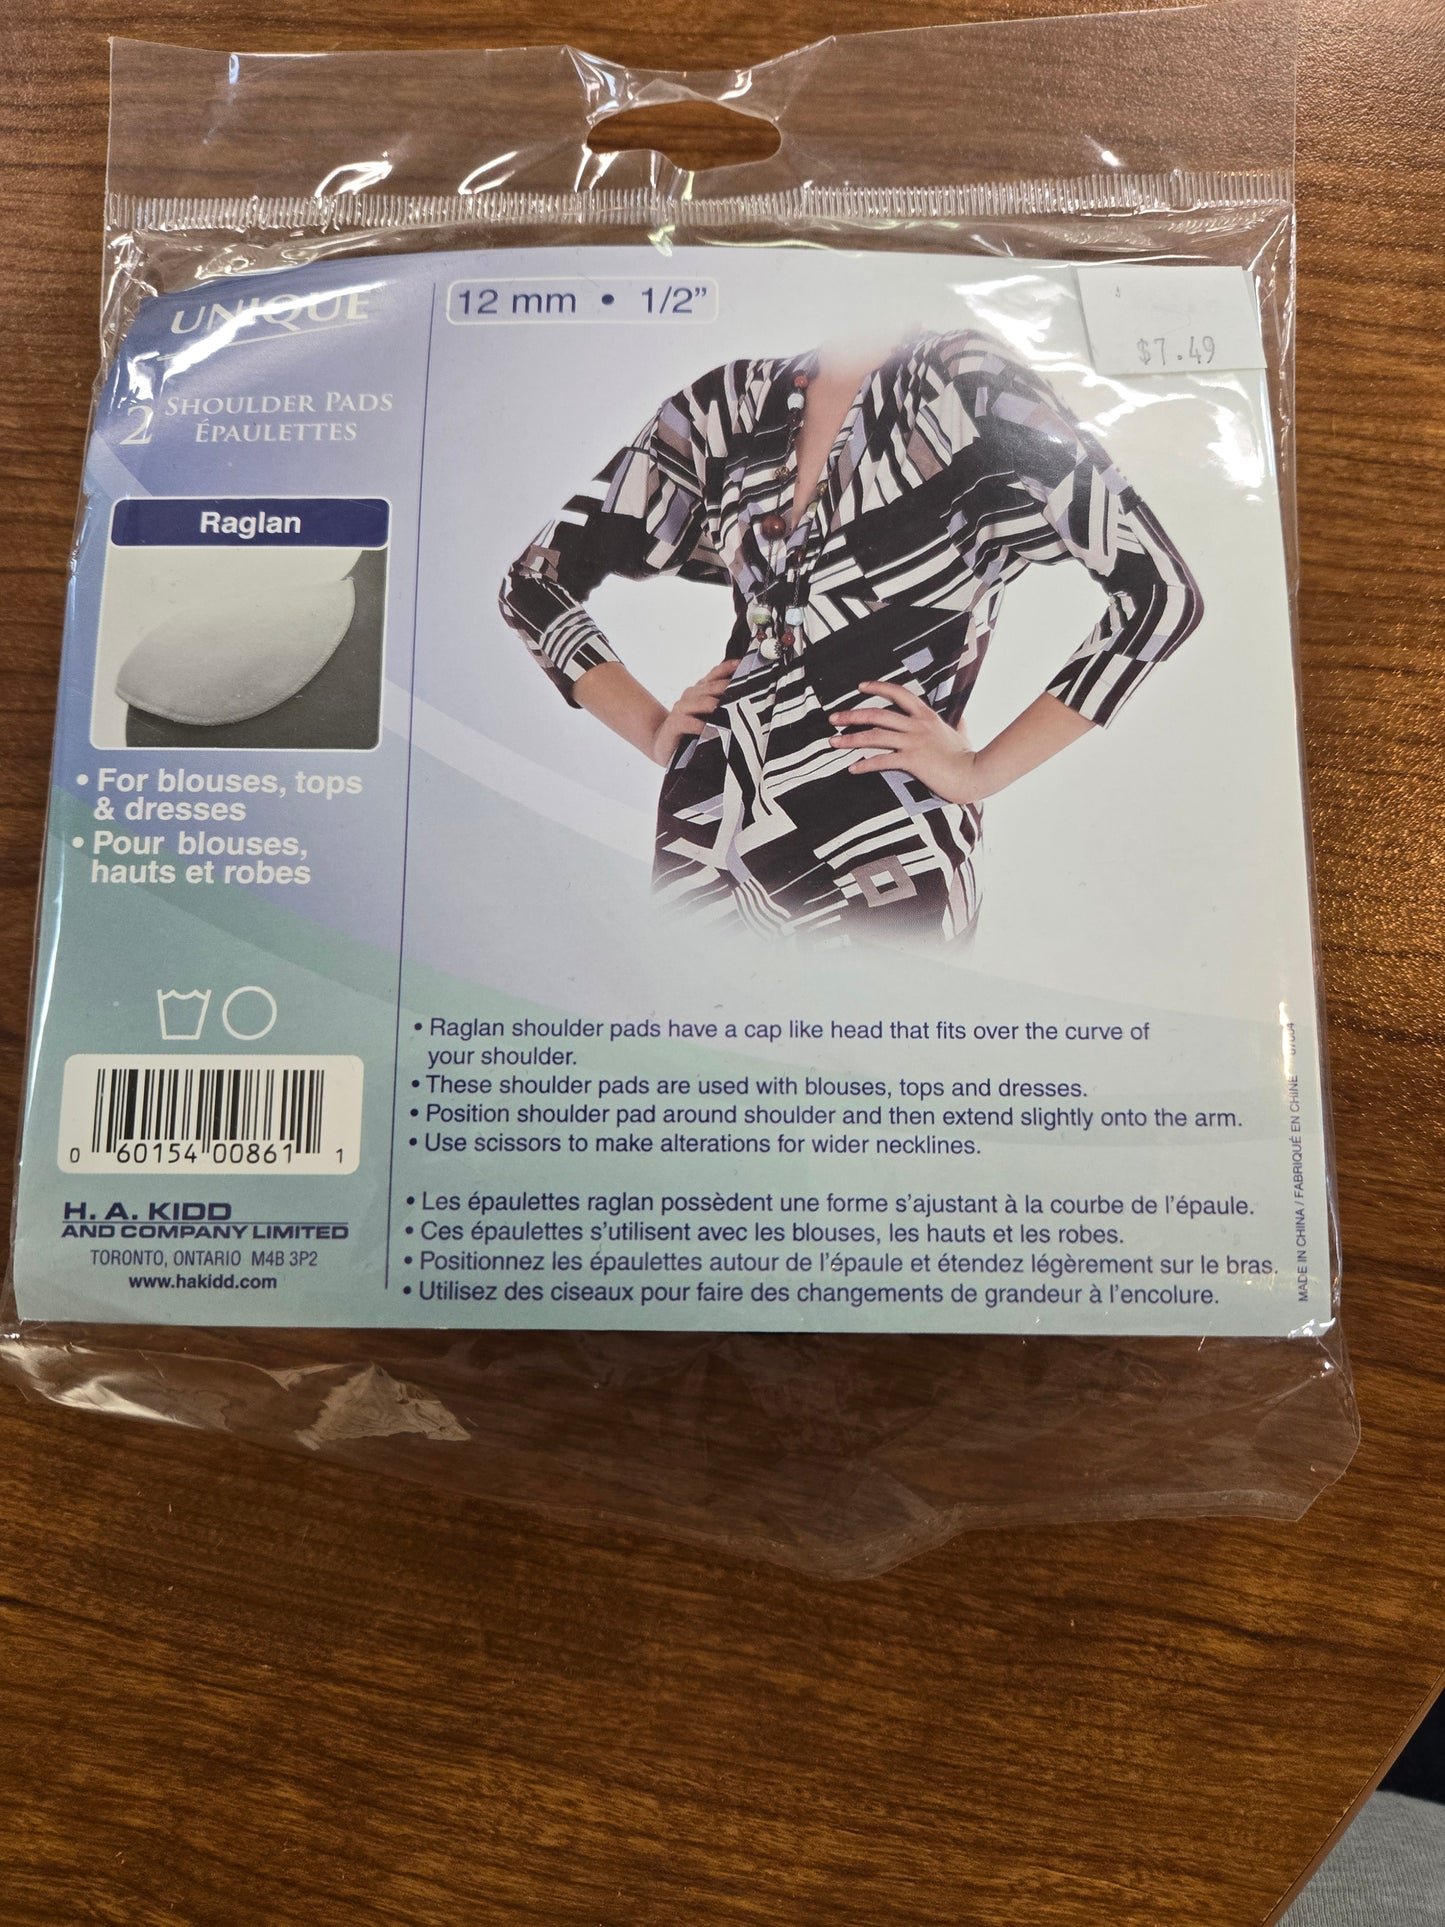 UNIQUE
2 SHOULDER PADS
ÉPAULETTES
Raglan
• For blouses, tops
& dresses
• Pour blouses,
hauts et robes
0 60154 00861 1
H. A. KIDD
AND COMPANY LIMITED
TORONTO, ONTARIO M4B 3P2
www.hakidd.com
12 mm • 1/2”
$7.49
• Raglan shoulder pads have a cap like head that fits over the curve of
your shoulder.
• These shoulder pads are used with blouses, tops and dresses.
• Position shoulder pad around shoulder and then extend slightly onto the arm.
• Use scissors to make alterations for wider necklines.
• Les épaulettes raglan possèdent une forme s’ajustant à la courbe de l’épaule.
• Ces épaulettes s’utilisent avec les blouses, les hauts et les robes.
• Positionnez les épaulettes autour de l’épaule et étendez légèrement sur le bras.
• Utilisez des ciseaux pour faire des changements de grandeur à l’encolure.
MADE IN CHINA / FABRIQUÉ EN CHINE